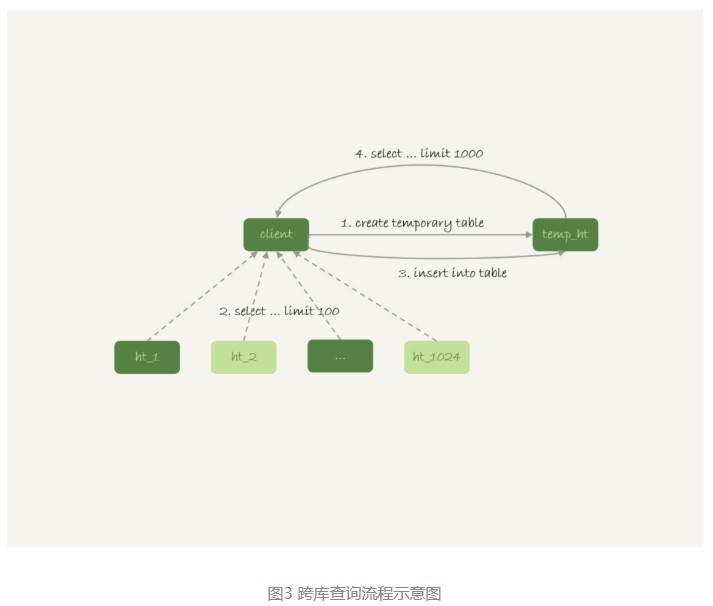 4. select ... limit 1000
1. create temporary table
client
temp_ht
3. insert into table
2. select ... limit 100
ht_1
ht_2
...
ht_1024
图3 跨库查询流程示意图